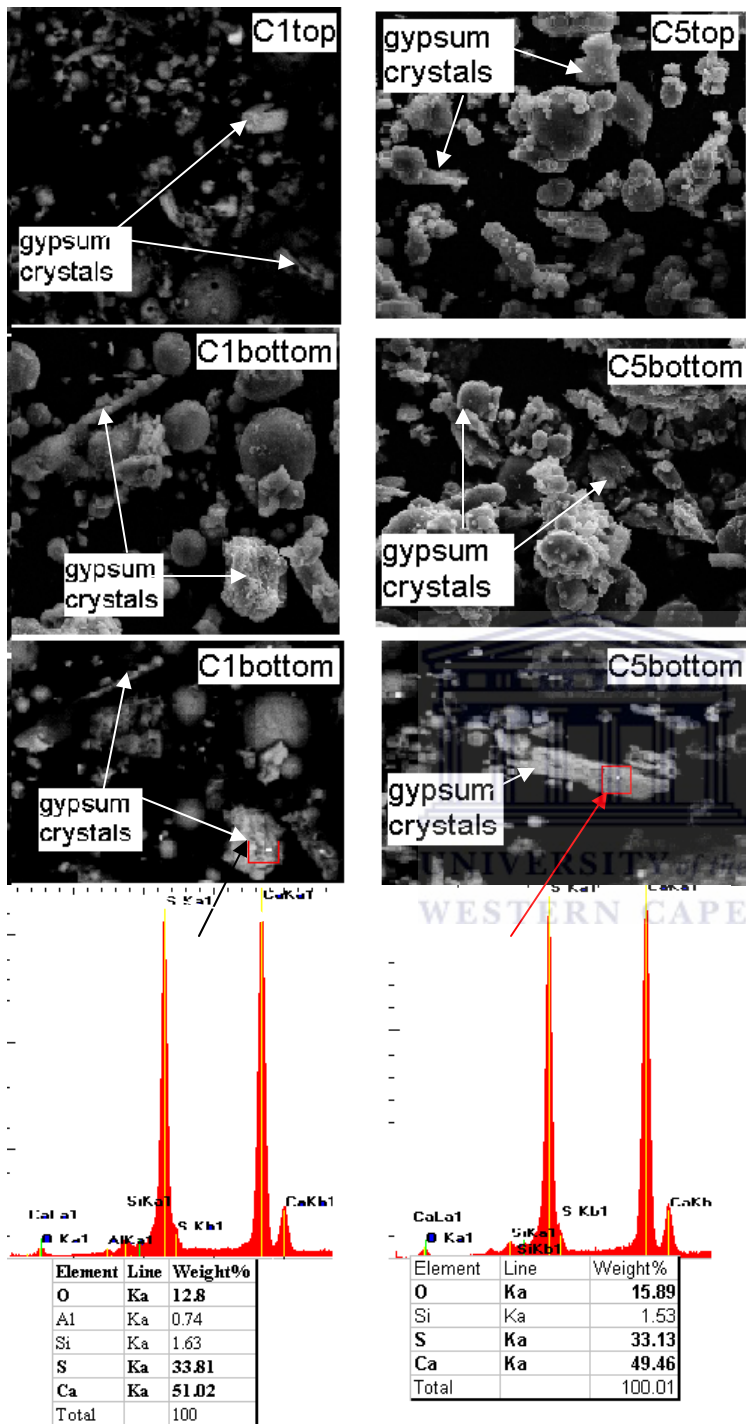 C1top
gypsum
crystals
C5top
gypsum
crystals
C1bottom
gypsum
crystals
C5bottom
gypsum
crystals
C1bottom
gypsum
crystals
C5bottom
gypsum
crystals
UNIVERSITY of the
WESTERN CAPE
S Ka1
CaKa1
CaLa1
O Ka1
AlKa1
SiKa1
S Kb1
CaKb1
Element Line Weight%
O Ka 12.8
Al Ka 0.74
Si Ka 1.63
S Ka 33.81
Ca Ka 51.02
Total 100
S Ka1
CaKa1
CaLa1
O Ka1
SiKa1
SiKb1
S Kb1
CaKb
Element Line Weight%
O Ka 15.89
Si Ka 1.53
S Ka 33.13
Ca Ka 49.46
Total 100.01